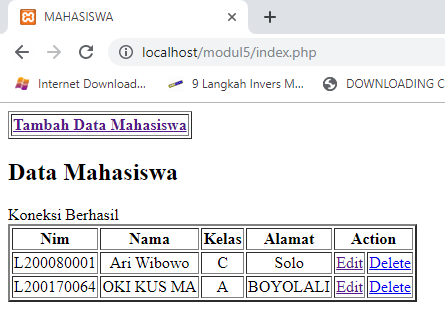 MAHASISWA
localhost/modul5/index.php
Internet Download... 9 Langkah Invers M... DOWNLOADING C
Tambah Data Mahasiswa
Data Mahasiswa
Koneksi Berhasil
Nim Nama Kelas Alamat Action
L200080001 Ari Wibowo C Solo Edit Delete
L200170064 OKI KUS MA A BOYOLALI Edit Delete